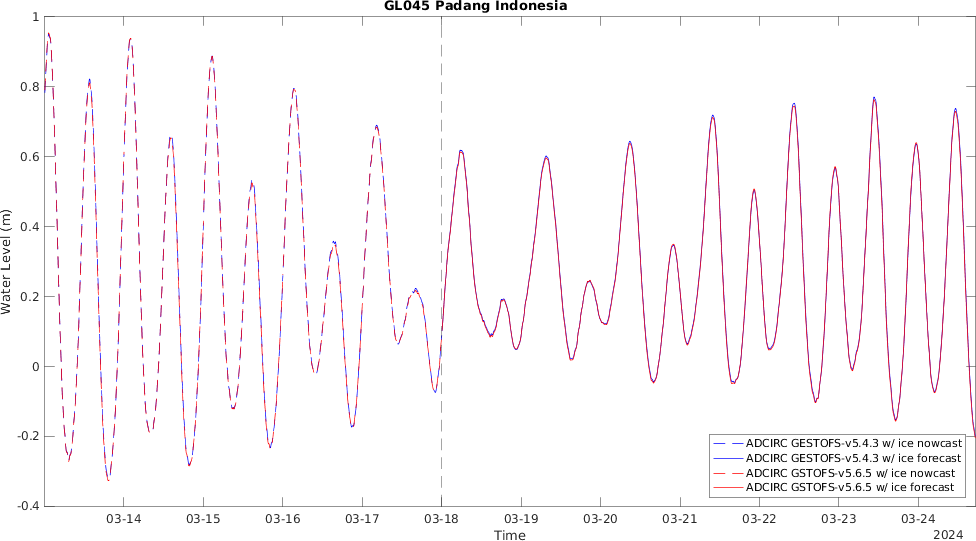 GL045 Padang Indonesia
1
0.8
0.6
0.4
0.2
0
-0.2
-0.4
Water Level (m)
03-14 03-15 03-16 03-17 03-18 03-19 03-20 03-21 03-22 03-23 03-24
Time
2024
ADCIRC GESTOFS-v5.4.3 w/ ice nowcast
ADCIRC GESTOFS-v5.4.3 w/ ice forecast
ADCIRC GSTOFS-v5.6.5 w/ ice nowcast
ADCIRC GSTOFS-v5.6.5 w/ ice forecast